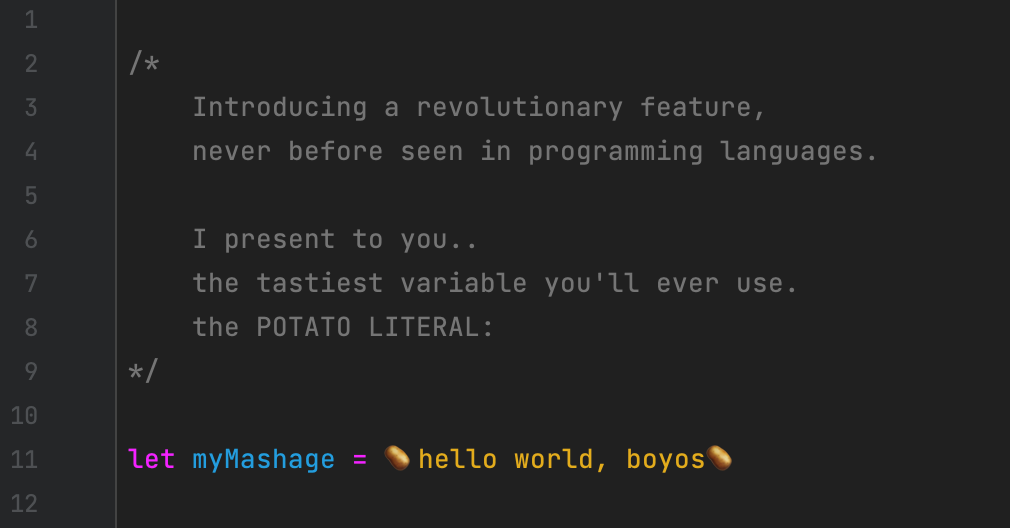 1
2 /*
3 Introducing a revolutionary feature,
4 never before seen in programming languages.
5
6 I present to you..
7 the tastiest variable you'll ever use.
8 the POTATO LITERAL:
9 */
10
11 let myMashage = 🥔hello world, boyos🥔
12